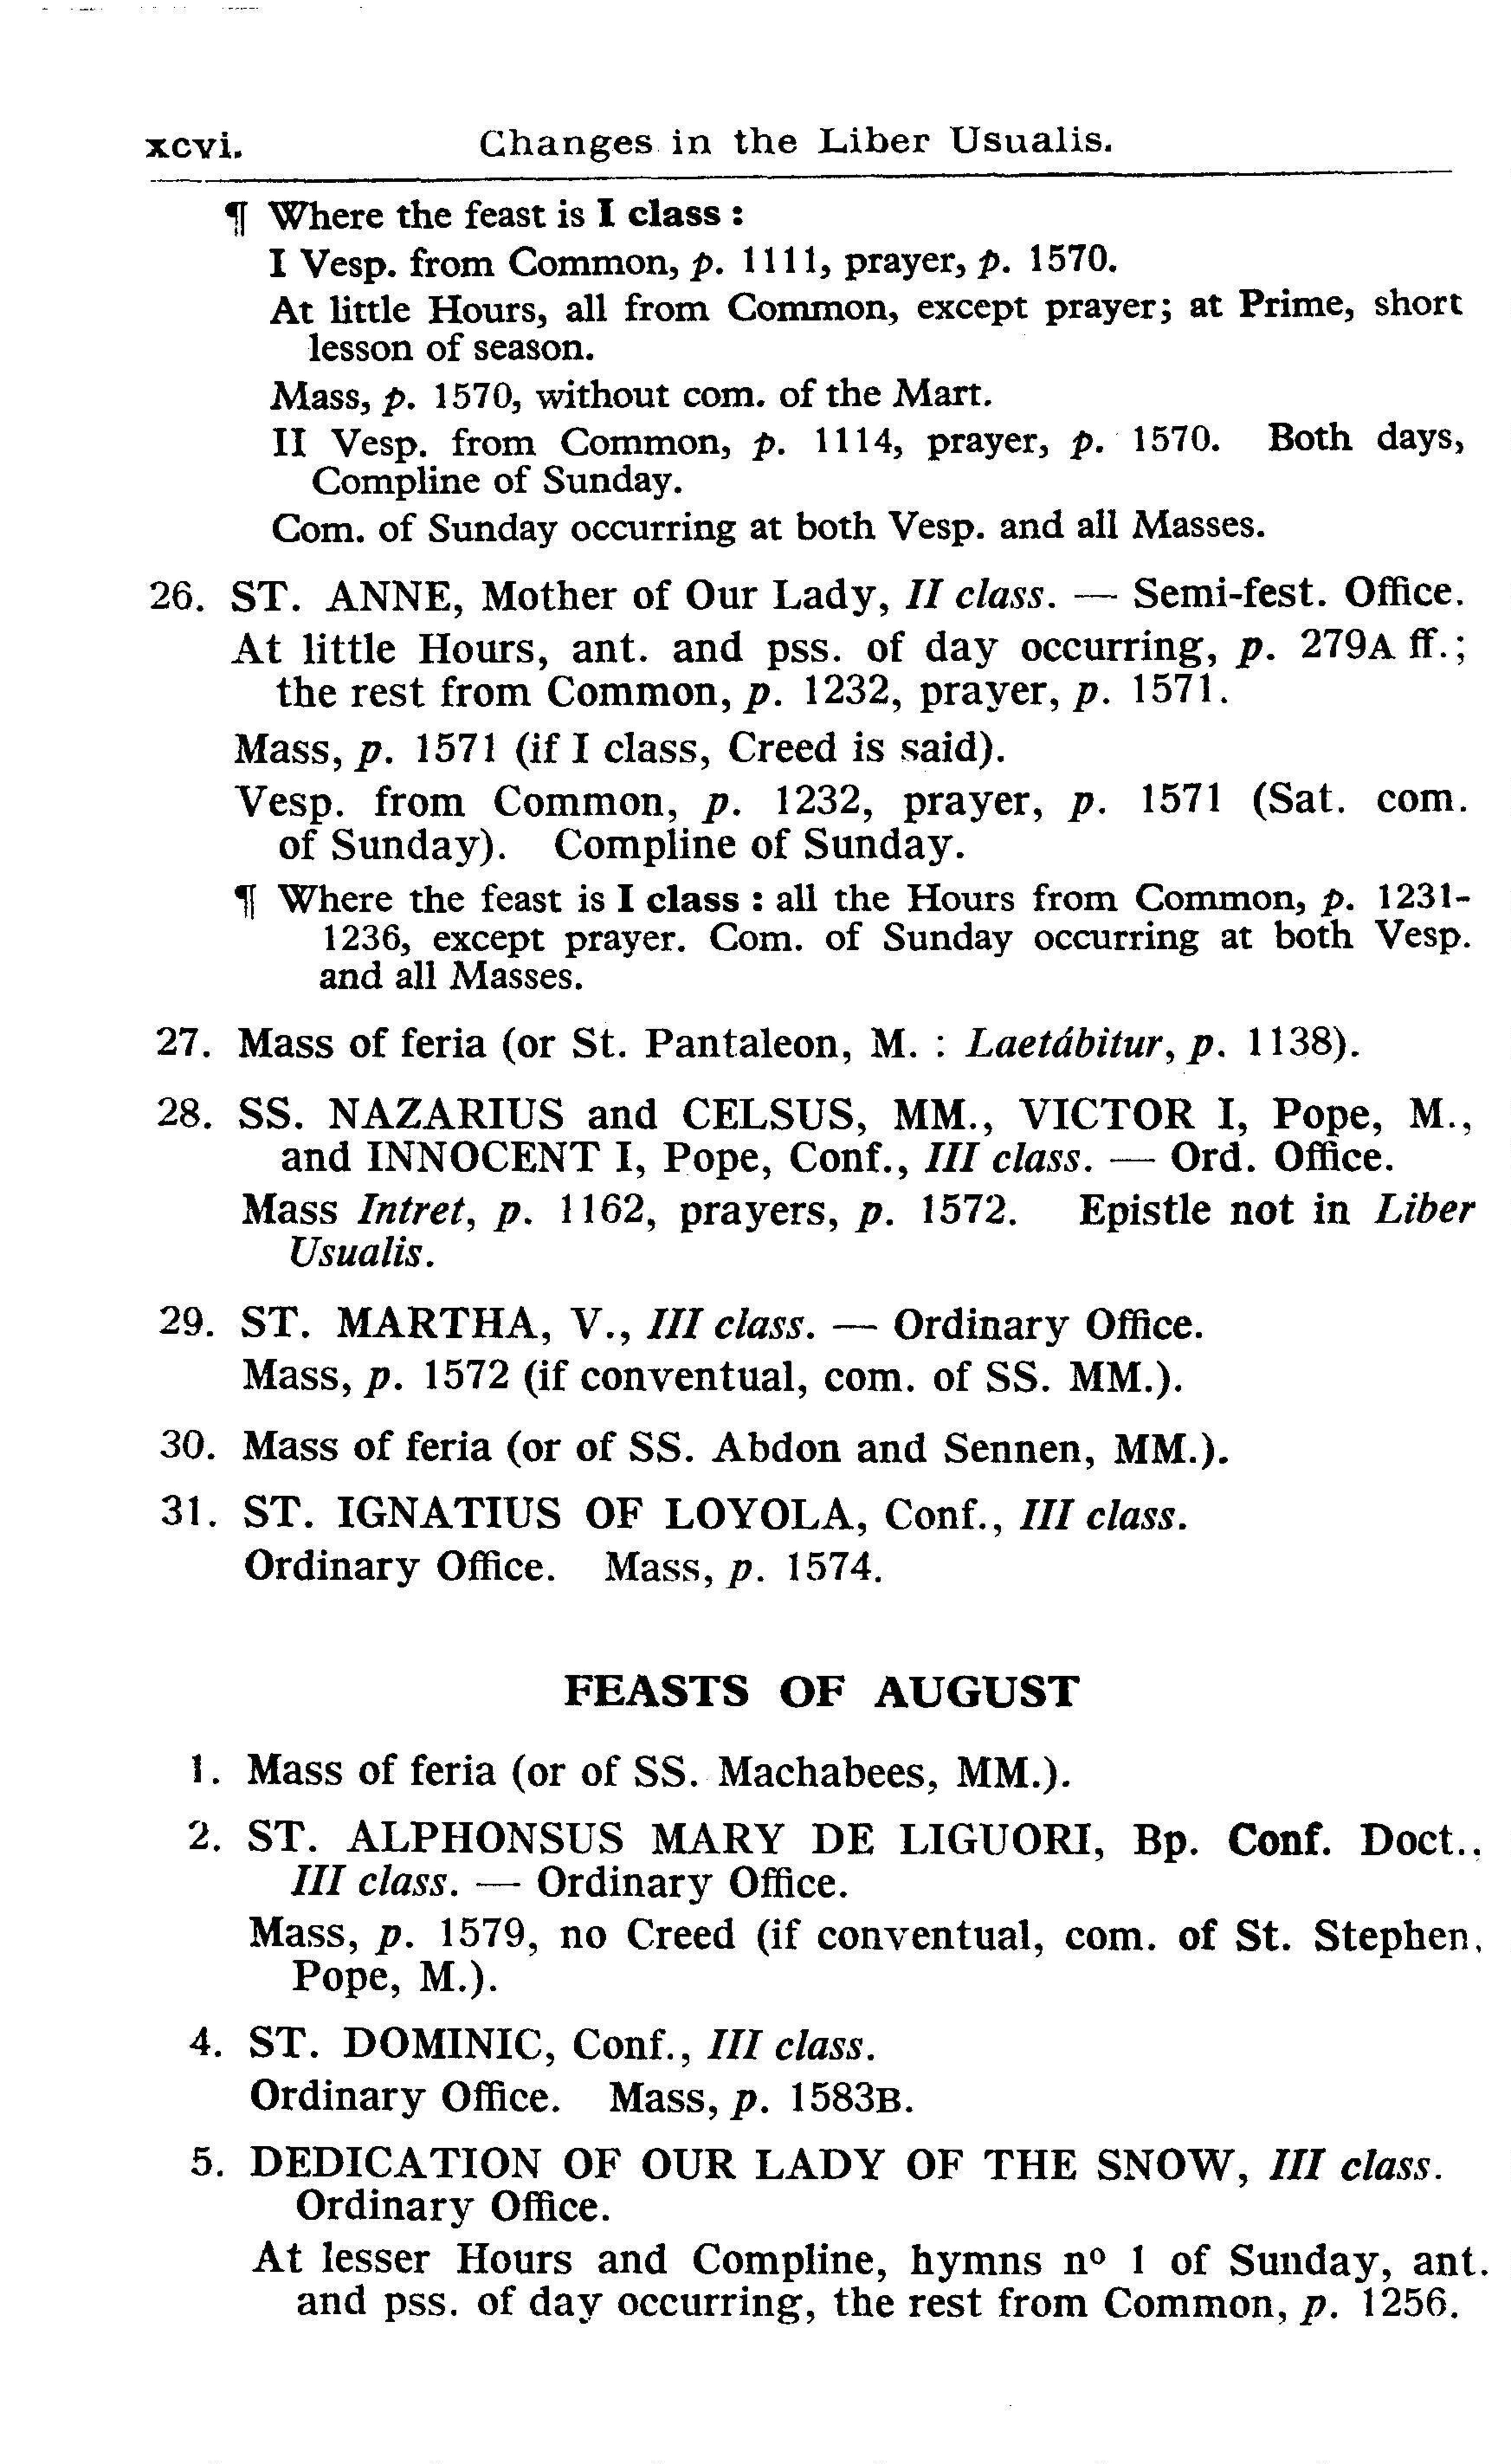 xcvi. Changes in the Liber Usualis.
¶ Where the feast is I class :
I Vesp. from Common, p. 1111, prayer, p. 1570.
At little Hours, all from Common, except prayer; at Prime, short
lesson of season.
Mass, p. 1570, without com. of the Mart.
II Vesp. from Common, p. 1114, prayer, p. 1570. Both days,
Compline of Sunday.
Com. of Sunday occurring at both Vesp. and all Masses.
26. ST. ANNE, Mother of Our Lady, II class. — Semi-fest. Office.
At little Hours, ant. and pss. of day occurring, p. 279A ff.;
the rest from Common, p. 1232, prayer, p. 1571.
Mass, p. 1571 (if I class, Creed is said).
Vesp. from Common, p. 1232, prayer, p. 1571 (Sat. com.
of Sunday). Compline of Sunday.
¶ Where the feast is I class : all the Hours from Common, p. 1231-
1236, except prayer. Com. of Sunday occurring at both Vesp.
and all Masses.
27. Mass of feria (or St. Pantaleon, M. : Laetábitur, p. 1138).
28. SS. NAZARIUS and CELSUS, MM., VICTOR I, Pope, M.,
and INNOCENT I, Pope, Conf., III class. — Ord. Office.
Mass Intret, p. 1162, prayers, p. 1572. Epistle not in Liber
Usualis.
29. ST. MARTHA, V., III class. — Ordinary Office.
Mass, p. 1572 (if conventual, com. of SS. MM.).
30. Mass of feria (or of SS. Abdon and Sennen, MM.).
31. ST. IGNATIUS OF LOYOLA, Conf., III class.
Ordinary Office. Mass, p. 1574.
FEASTS OF AUGUST
1. Mass of feria (or of SS. Machabees, MM.).
2. ST. ALPHONSUS MARY DE LIGUORI, Bp. Conf. Doct.,
III class. — Ordinary Office.
Mass, p. 1579, no Creed (if conventual, com. of St. Stephen,
Pope, M.).
4. ST. DOMINIC, Conf., III class.
Ordinary Office. Mass, p. 1583B.
5. DEDICATION OF OUR LADY OF THE SNOW, III class.
Ordinary Office.
At lesser Hours and Compline, hymns nº 1 of Sunday, ant.
and pss. of day occurring, the rest from Common, p. 1256.